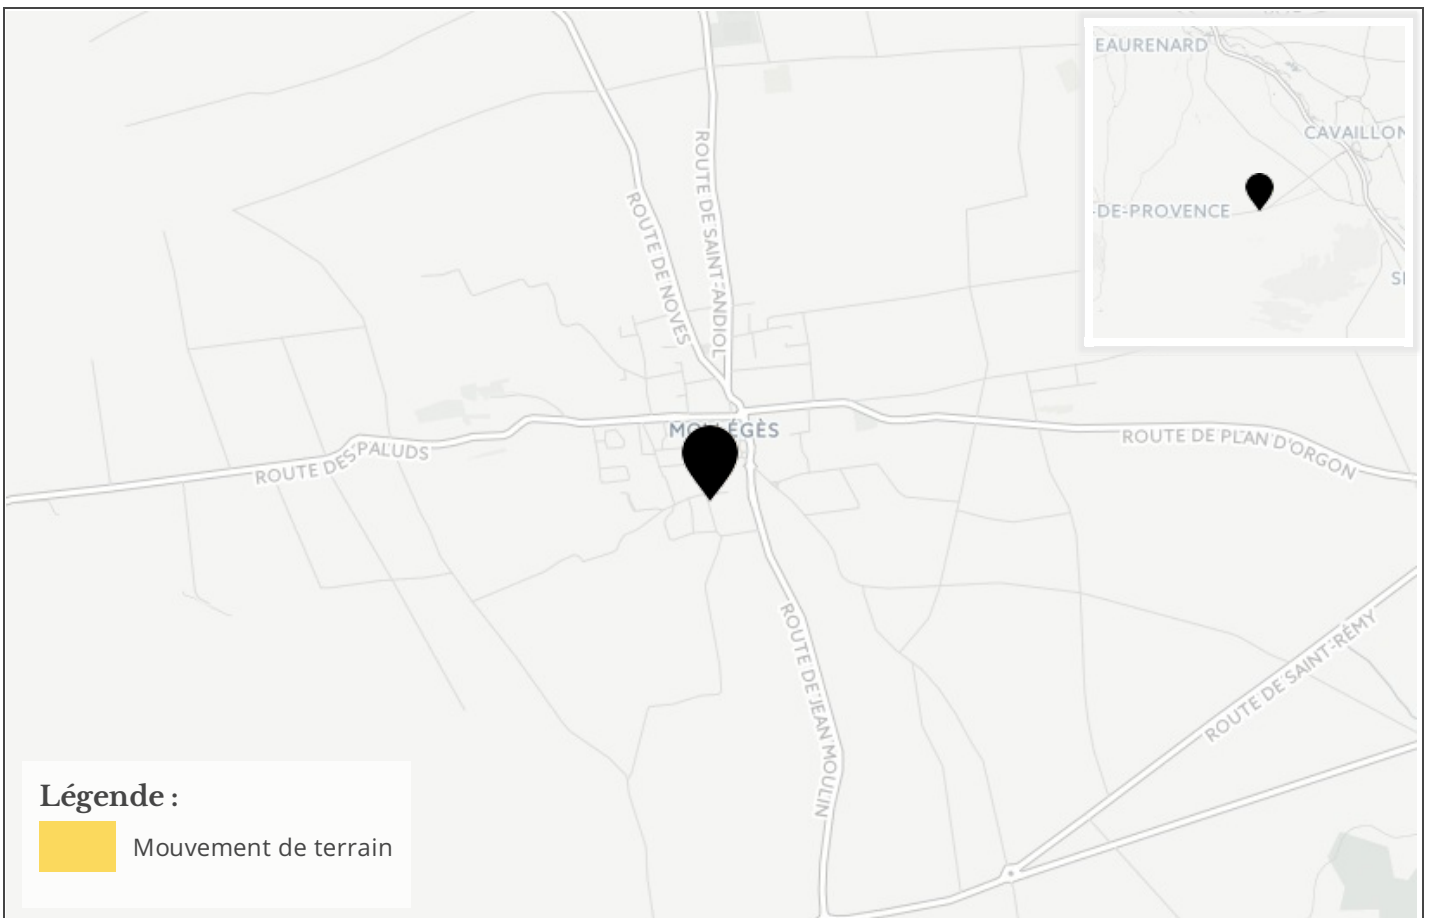 EAURENARD
CAVAILLON
-DE-PROVENCE
ROUTE DE NOVES
ROUTE DE SAINT-ANDIOL
ROUTE DES PALUDS
ROUTE DE PLAN D'ORGON
ROUTE DE JEAN MOULIN
ROUTE DE SAINT-RÉMY
Légende :
Mouvement de terrain